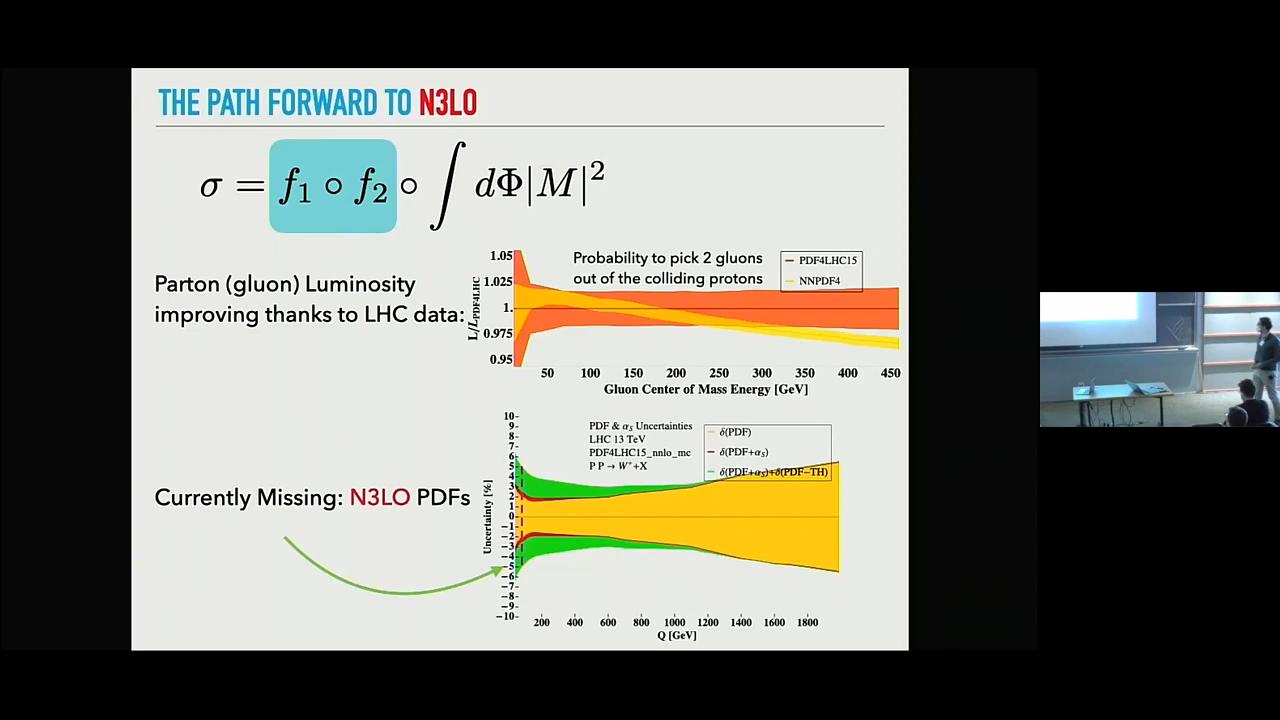 THE PATH FORWARD TO N3LO
σ = f₁ ∘ f₂ ∘ ∫ dΦ|M|²
Parton (gluon) Luminosity
improving thanks to LHC data:
Probability to pick 2 gluons
out of the colliding protons
PDF4LHC15
NNPDF4
L/L_PDF4LHC
1.05
1.025
1.
0.975
0.95
50 100 150 200 250 300 350 400 450
Gluon Center of Mass Energy [GeV]
Currently Missing: N3LO PDFs
PDF & α_S Uncertainties
LHC 13 TeV
PDF4LHC15_nnlo_mc
P P → W⁺+X
δ(PDF)
δ(PDF+α_S)
δ(PDF+α_S)+δ(PDF−TH)
Uncertainty [%]
10
9
8
7
6
5
4
3
2
1
0
−1
−2
−3
−4
−5
−6
−7
−8
−9
−10
200 400 600 800 1000 1200 1400 1600 1800
Q [GeV]